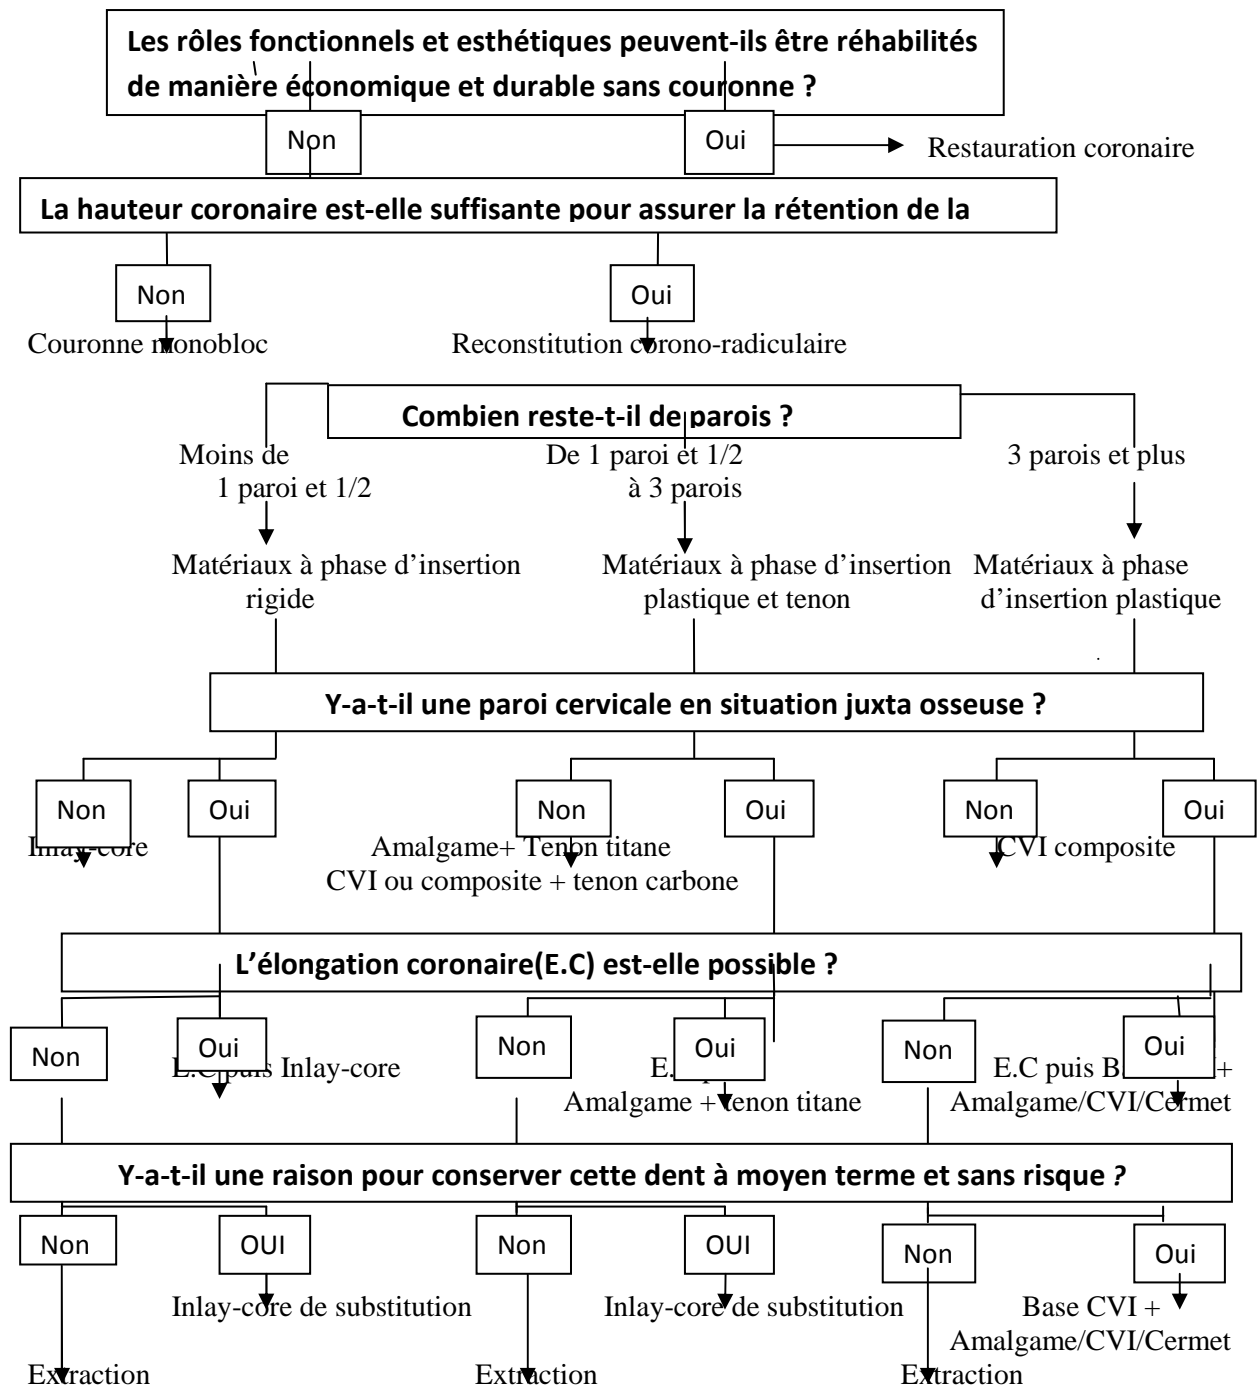 Les rôles fonctionnels et esthétiques peuvent-ils être réhabilités
de manière économique et durable sans couronne ?
Non
Oui
Restauration coronaire
La hauteur coronaire est-elle suffisante pour assurer la rétention de la
Non
Oui
Couronne monobloc
Reconstitution corono-radiculaire
Combien reste-t-il de parois ?
Moins de
1 paroi et 1/2
De 1 paroi et 1/2
à 3 parois
3 parois et plus
Matériaux à phase d’insertion
rigide
Matériaux à phase d’insertion
plastique et tenon
Matériaux à phase
d’insertion plastique
Y-a-t-il une paroi cervicale en situation juxta osseuse ?
Non
Oui
Non
Oui
Non
Oui
Inlay-core
Amalgame+ Tenon titane
CVI ou composite + tenon carbone
CVI composite
L’élongation coronaire(E.C) est-elle possible ?
Non
Oui
Non
Oui
Non
Oui
E.C puis Inlay-core
Amalgame + tenon titane
E.C puis +
Amalgame/CVI/Cermet
Y-a-t-il une raison pour conserver cette dent à moyen terme et sans risque ?
Non
OUI
Non
OUI
Non
Oui
Inlay-core de substitution
Inlay-core de substitution
Base CVI +
Amalgame/CVI/Cermet
Extraction
Extraction
Extraction